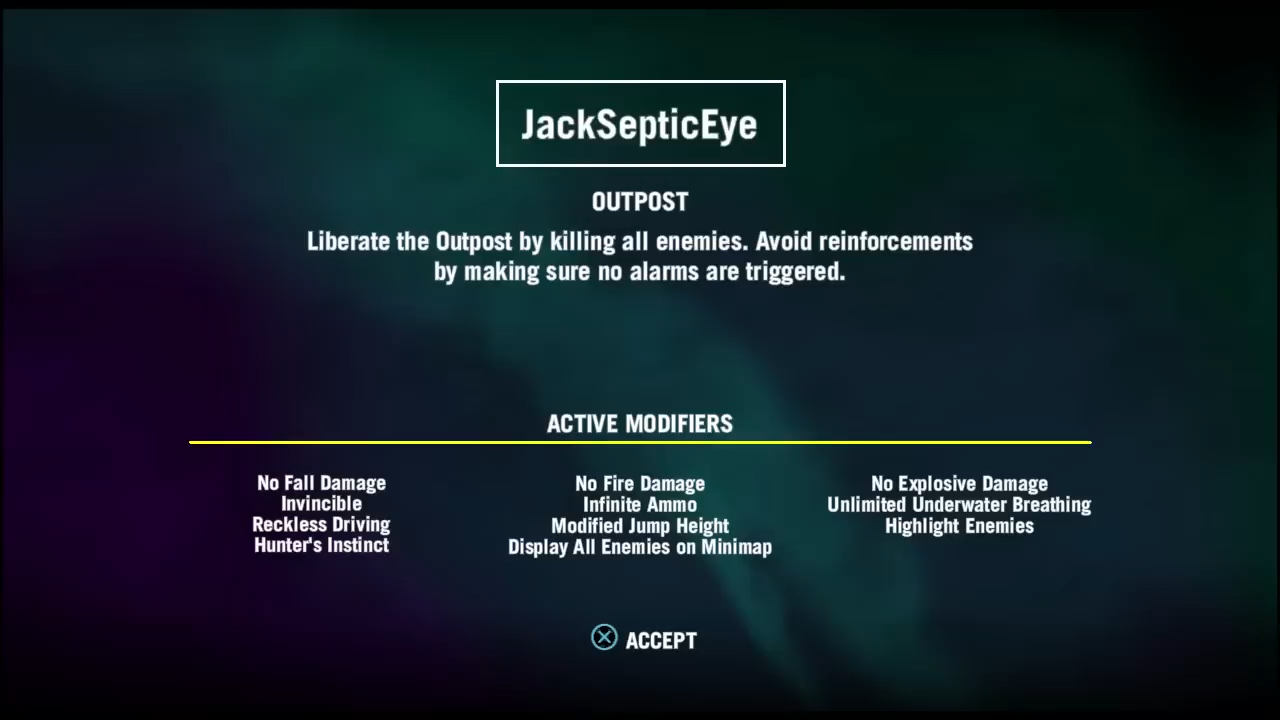 JackSepticEye
OUTPOST
Liberate the Outpost by killing all enemies. Avoid reinforcements
by making sure no alarms are triggered.
ACTIVE MODIFIERS
No Fall Damage
Invincible
Reckless Driving
Hunter's Instinct
No Fire Damage
Infinite Ammo
Modified Jump Height
Display All Enemies on Minimap
No Explosive Damage
Unlimited Underwater Breathing
Highlight Enemies
ACCEPT